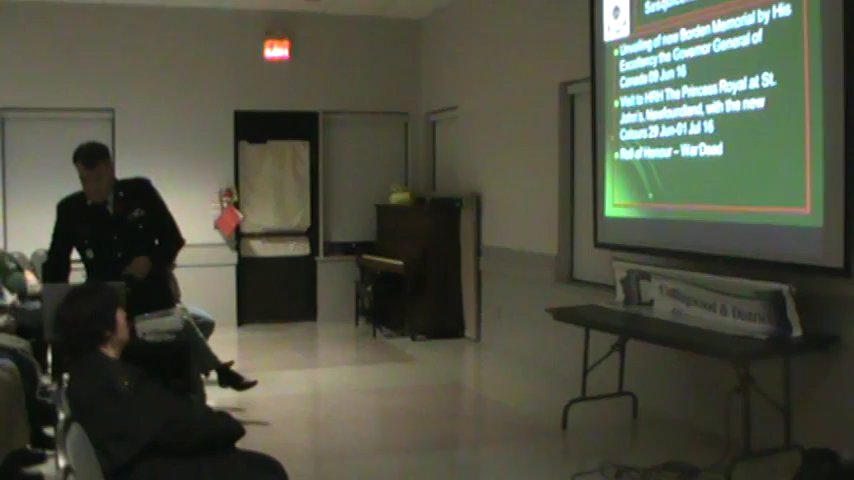 Unveiling of new Borden Memorial by His
Excellency the Governor General of
Canada 09 Jun 16
Visit to HRH The Princess Royal at St.
John's, Newfoundland, with the new
Colours 29 Jun-01 Jul 16
Roll of Honour – War Dead
Collingwood & District